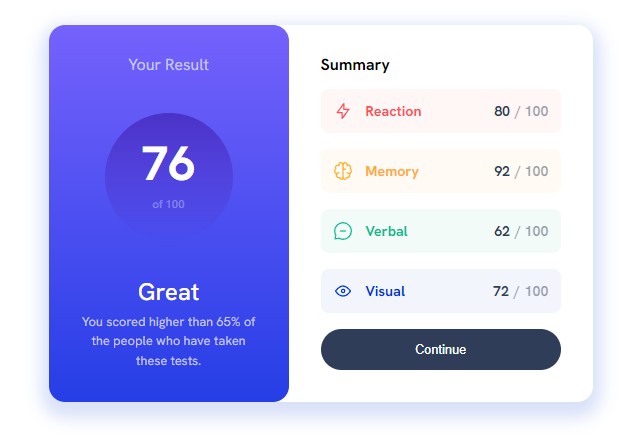 Your Result
76
of 100
Great
You scored higher than 65% of
the people who have taken
these tests.
Summary
Reaction 80 / 100
Memory 92 / 100
Verbal 62 / 100
Visual 72 / 100
Continue